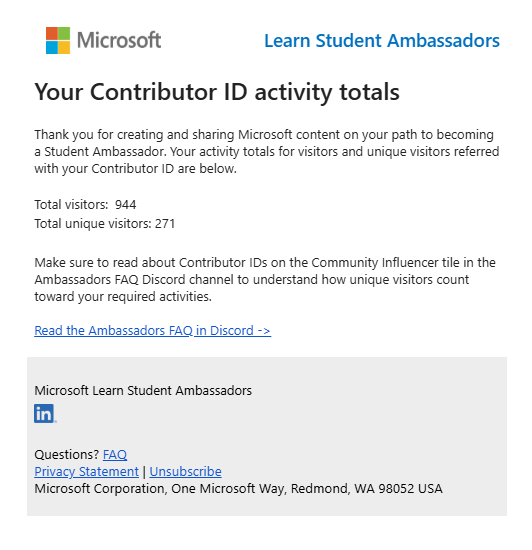 Microsoft
Learn Student Ambassadors
Your Contributor ID activity totals
Thank you for creating and sharing Microsoft content on your path to becoming
a Student Ambassador. Your activity totals for visitors and unique visitors referred
with your Contributor ID are below.
Total visitors:  944
Total unique visitors: 271
Make sure to read about Contributor IDs on the Community Influencer tile in the
Ambassadors FAQ Discord channel to understand how unique visitors count
toward your required activities.
Read the Ambassadors FAQ in Discord ->
Microsoft Learn Student Ambassadors
in
Questions? FAQ
Privacy Statement | Unsubscribe
Microsoft Corporation, One Microsoft Way, Redmond, WA 98052 USA